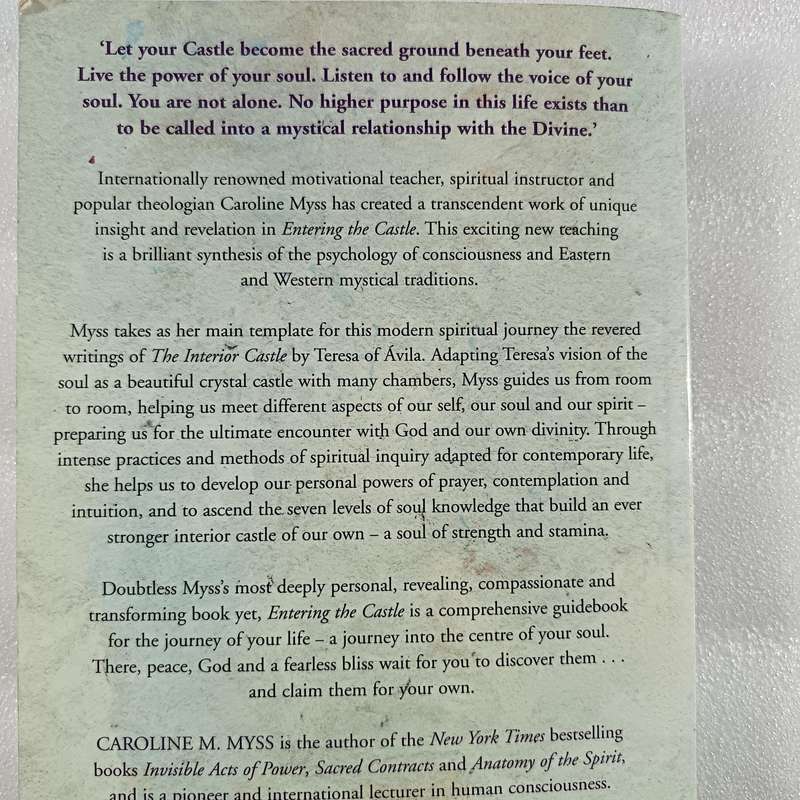 ‘Let your Castle become the sacred ground beneath your feet.
Live the power of your soul. Listen to and follow the voice of your
soul. You are not alone. No higher purpose in this life exists than
to be called into a mystical relationship with the Divine.’
Internationally renowned motivational teacher, spiritual instructor and
popular theologian Caroline Myss has created a transcendent work of unique
insight and revelation in Entering the Castle. This exciting new teaching
is a brilliant synthesis of the psychology of consciousness and Eastern
and Western mystical traditions.
Myss takes as her main template for this modern spiritual journey the revered
writings of The Interior Castle by Teresa of Ávila. Adapting Teresa’s vision of the
soul as a beautiful crystal castle with many chambers, Myss guides us from room
to room, helping us meet different aspects of our self, our soul and our spirit –
preparing us for the ultimate encounter with God and our own divinity. Through
intense practices and methods of spiritual inquiry adapted for contemporary life,
she helps us to develop our personal powers of prayer, contemplation and
intuition, and to ascend the seven levels of soul knowledge that build an ever
stronger interior castle of our own – a soul of strength and stamina.
Doubtless Myss’s most deeply personal, revealing, compassionate and
transforming book yet, Entering the Castle is a comprehensive guidebook
for the journey of your life – a journey into the centre of your soul.
There, peace, God and a fearless bliss wait for you to discover them . . .
and claim them for your own.
CAROLINE M. MYSS is the author of the New York Times bestselling
books Invisible Acts of Power, Sacred Contracts and Anatomy of the Spirit,
and is a pioneer and international lecturer in human consciousness.